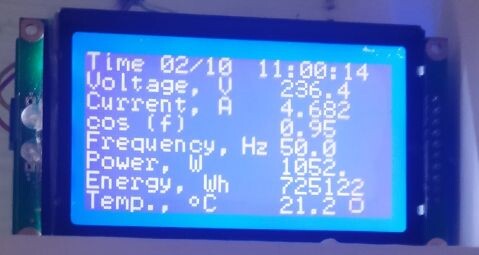 Time 02/10 11:00:14
Voltage, V 236.4
Current, A 4.682
cos (f) 0.95
Frequency, Hz 50.0
Power, W 1052.
Energy, Wh 725122
Temp., ºC 21.2 O